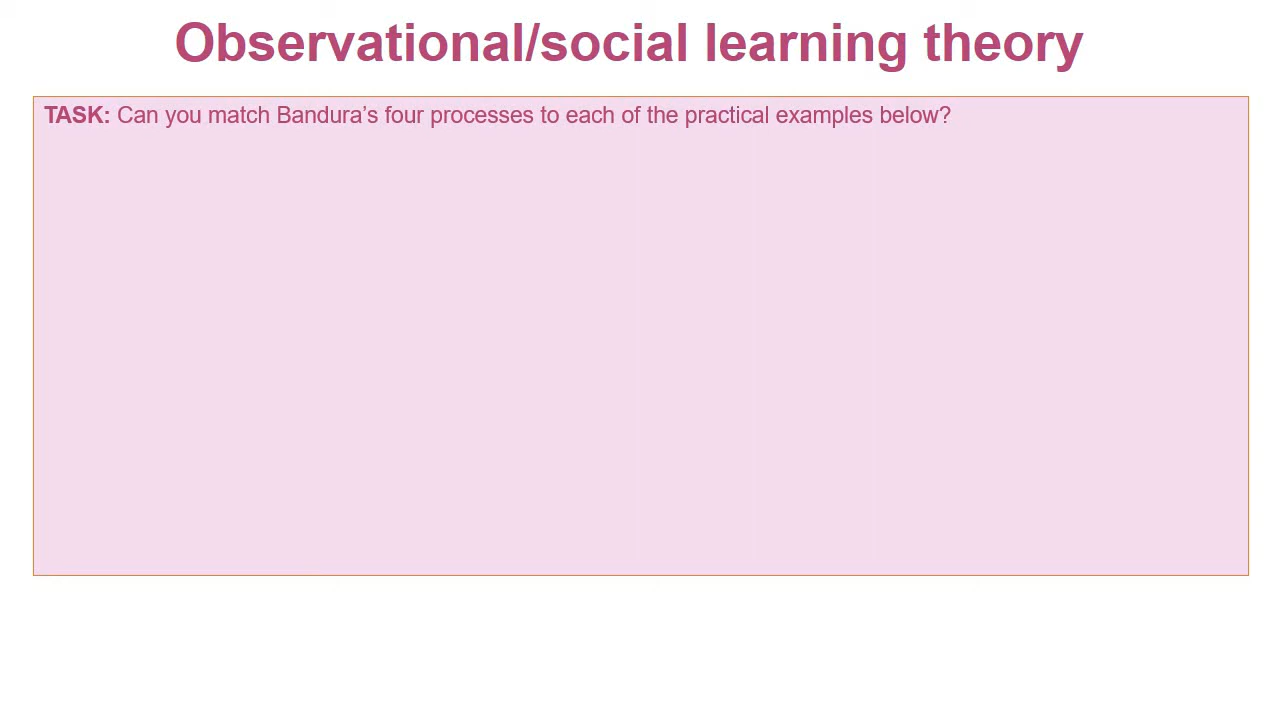 Observational/social learning theory
TASK: Can you match Bandura’s four processes to each of the practical examples below?